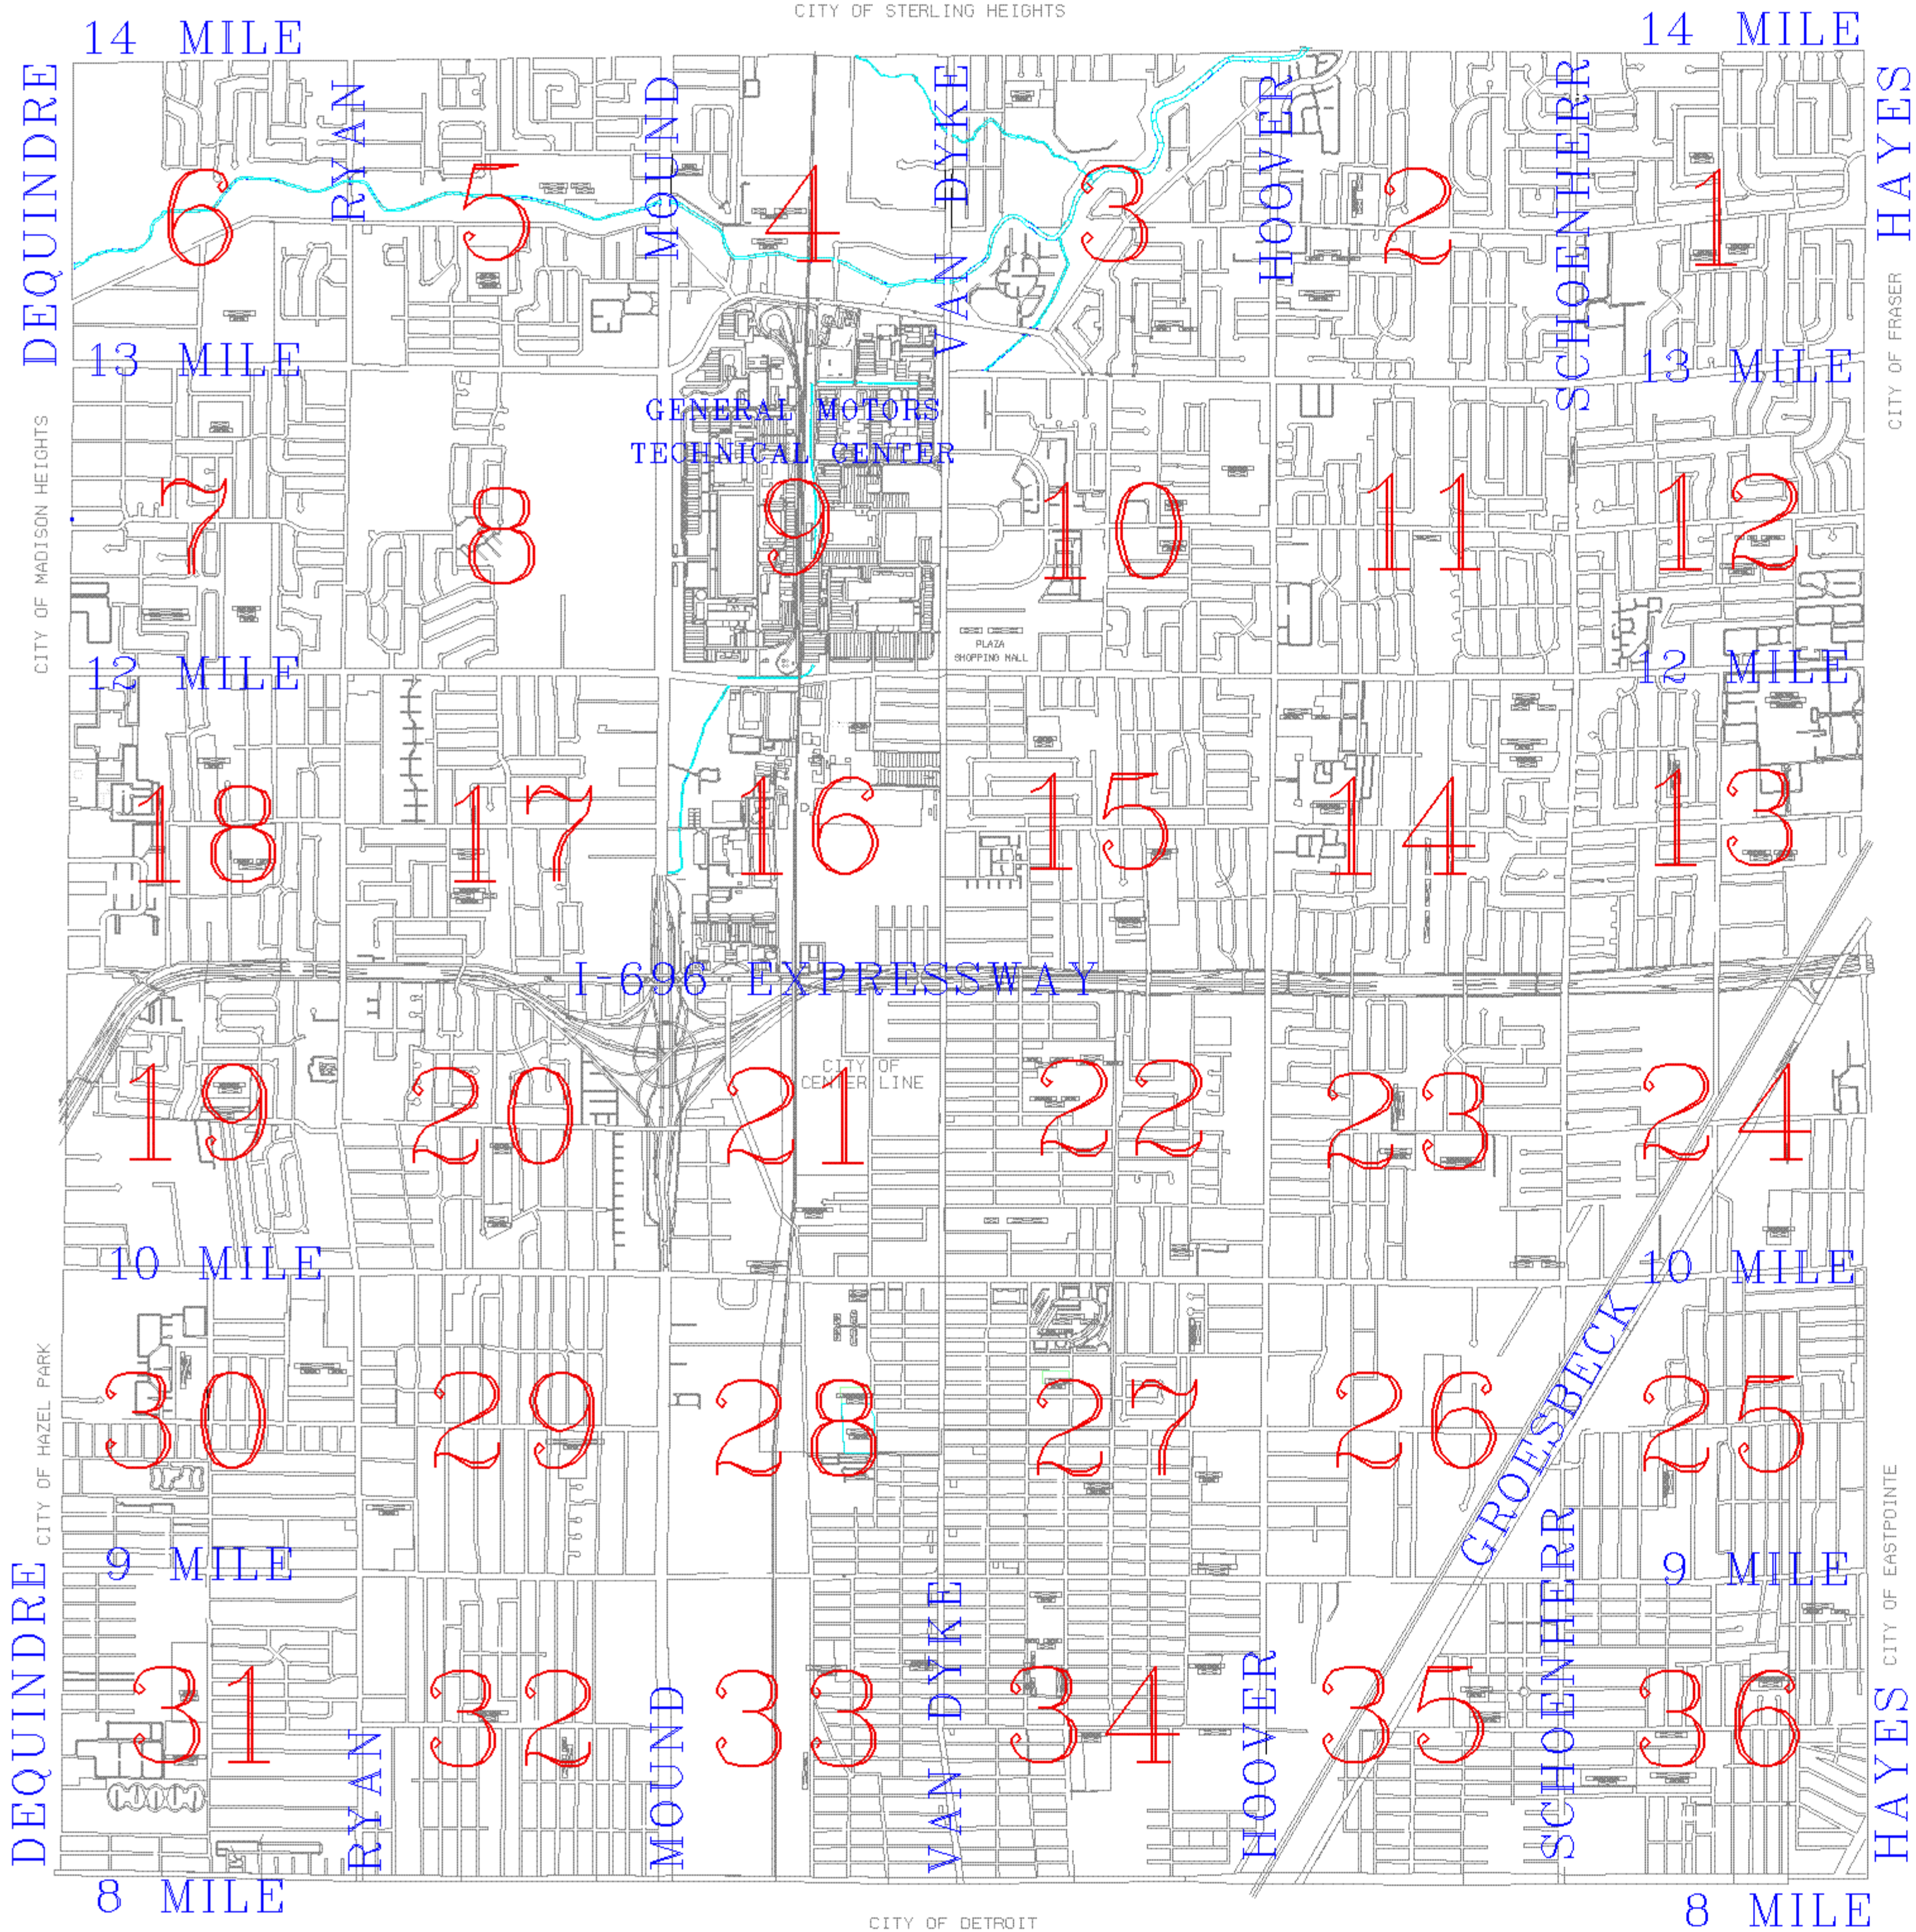 CITY OF STERLING HEIGHTS
14 MILE
14 MILE
DEQUINDRE
RYAN
MOUND
VAN DYKE
HOOVER
SCHOENHERR
HAYES
6
5
4
3
2
1
CITY OF FRASER
13 MILE
13 MILE
GENERAL MOTORS
TECHNICAL CENTER
CITY OF MADISON HEIGHTS
7
8
9
10
11
12
PLAZA
SHOPPING MALL
12 MILE
12 MILE
18
17
16
15
14
13
I-696 EXPRESSWAY
CITY OF
CENTER LINE
19
20
21
22
23
24
10 MILE
10 MILE
CITY OF HAZEL PARK
30
29
28
27
26
25
GROESBECK
CITY OF EASTPOINTE
9 MILE
9 MILE
DEQUINDRE
RYAN
MOUND
VAN DYKE
HOOVER
SCHOENHERR
HAYES
31
32
33
34
35
36
8 MILE
8 MILE
CITY OF DETROIT